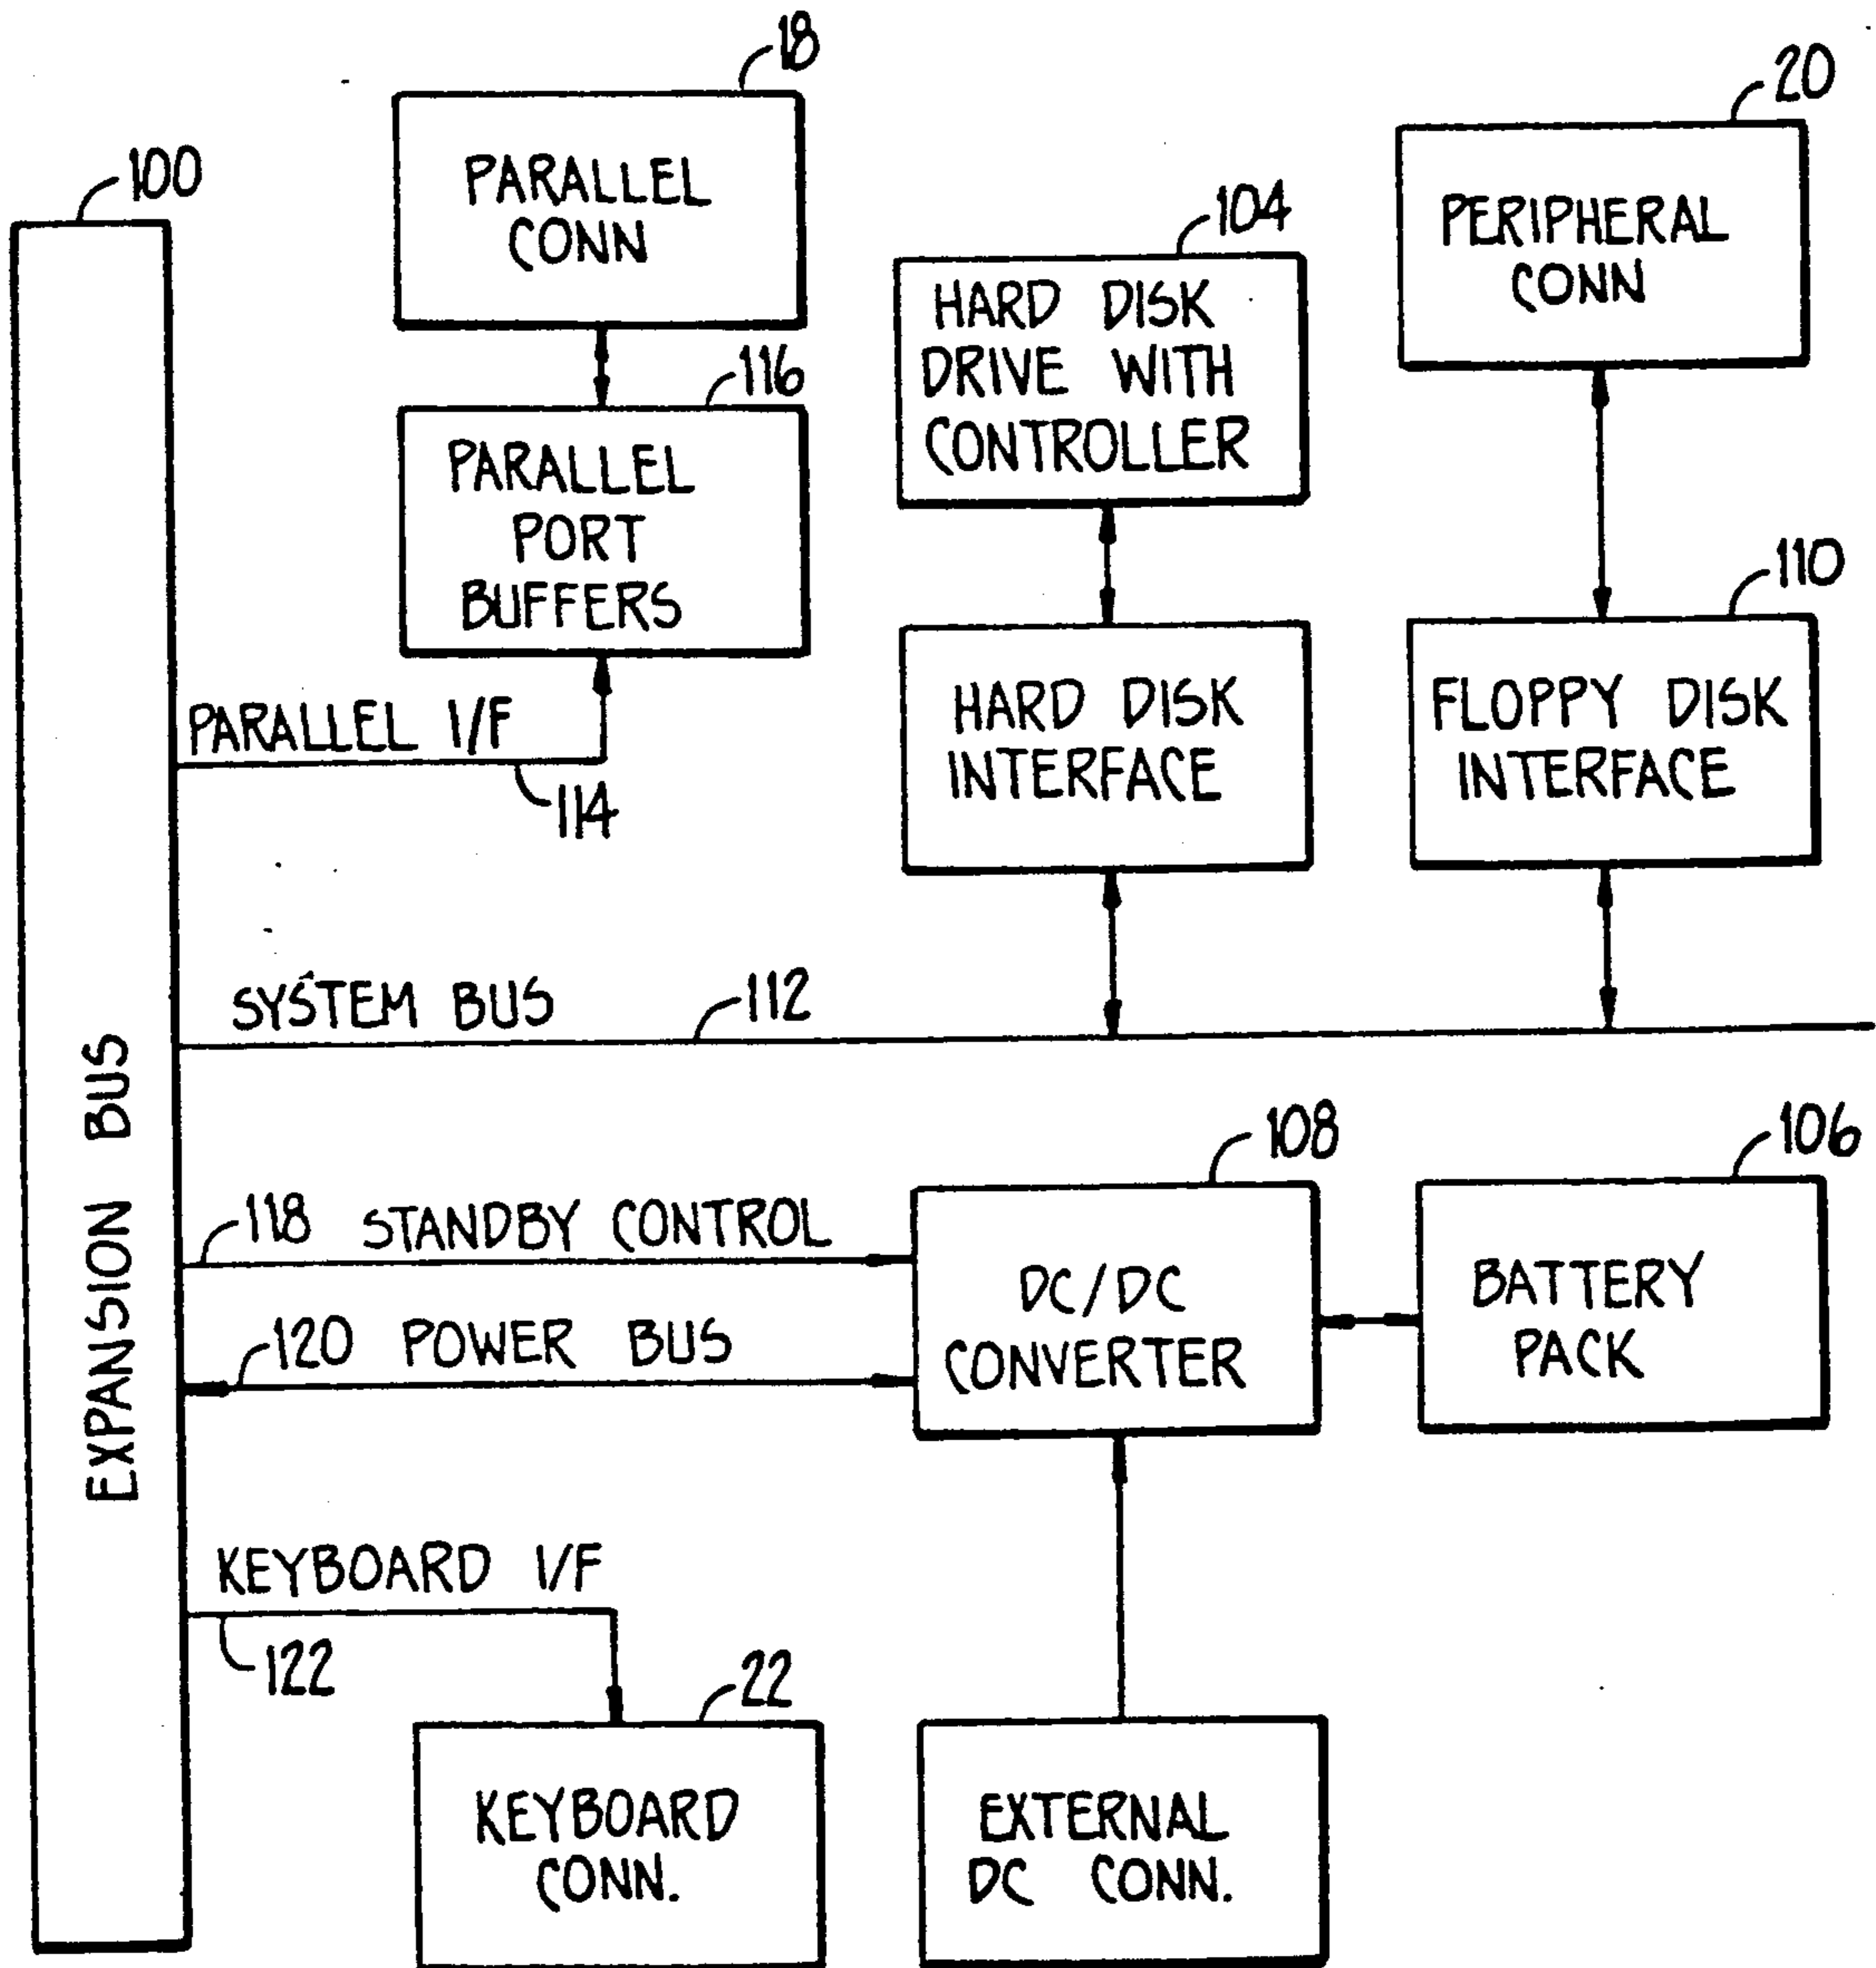 18
20
100
PARALLEL
CONN
104
PERIPHERAL
CONN
HARD DISK
DRIVE WITH
CONTROLLER
116
PARALLEL
PORT
BUFFERS
110
PARALLEL I/F
114
HARD DISK
INTERFACE
FLOPPY DISK
INTERFACE
SYSTEM BUS
112
EXPANSION BUS
108
106
118 STANDBY CONTROL
DC/DC
CONVERTER
BATTERY
PACK
120 POWER BUS
KEYBOARD I/F
122
22
KEYBOARD
CONN.
EXTERNAL
DC CONN.